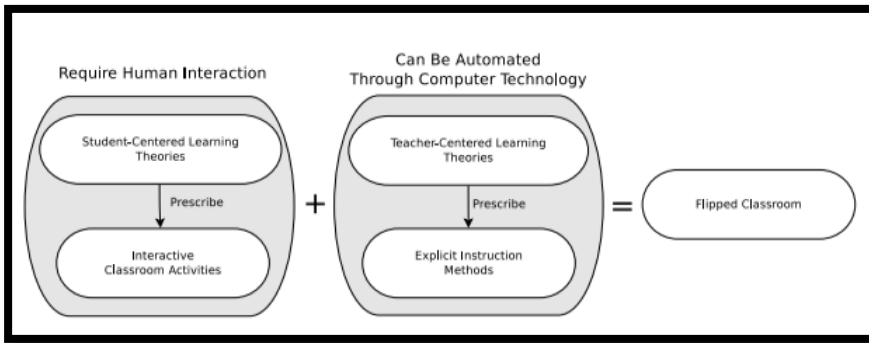 Require Human Interaction
Can Be Automated
Through Computer Technology
Student-Centered Learning
Theories
Prescribe
Interactive
Classroom Activities
+
Teacher-Centered Learning
Theories
Prescribe
Explicit Instruction
Methods
=
Flipped Classroom